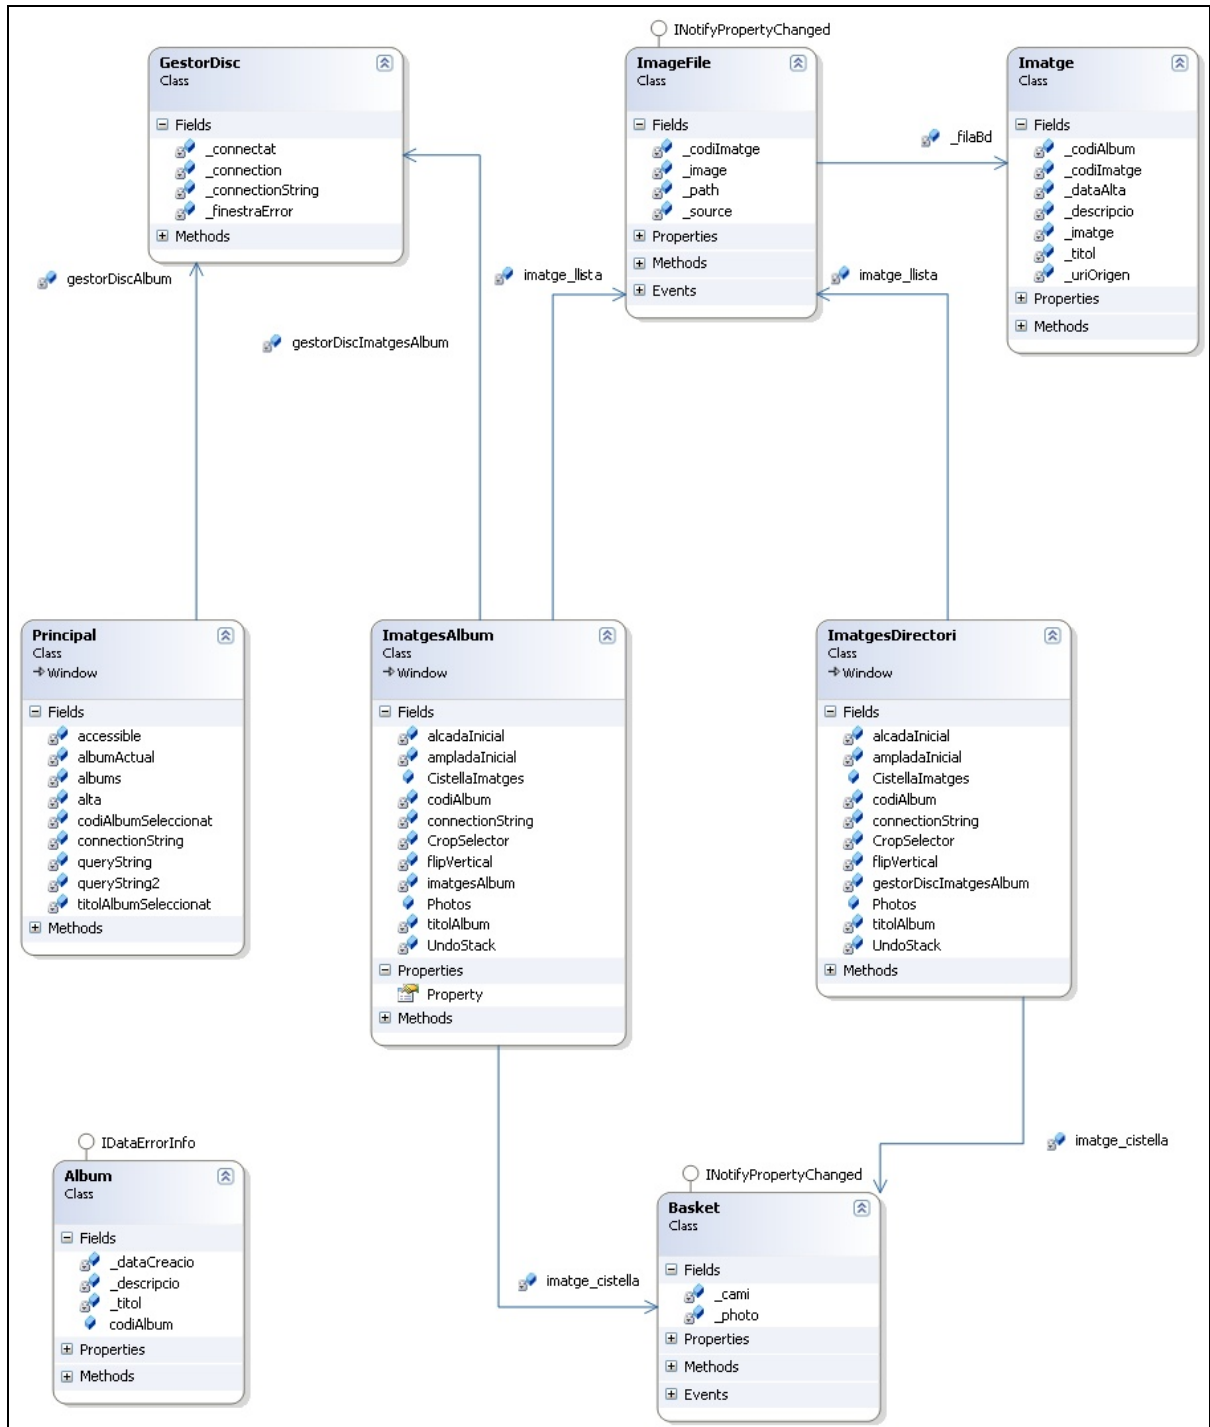 GestorDisc
Class
Fields
_connectat
_connection
_connectionString
_finestraError
Methods
INotifyPropertyChanged
ImageFile
Class
Fields
_codiImatge
_image
_path
_source
Properties
Methods
Events
_filaBd
Imatge
Class
Fields
_codiAlbum
_codiImatge
_dataAlta
_descripcio
_imatge
_titol
_uriOrigen
Properties
Methods
gestorDiscAlbum
gestorDiscImatgesAlbum
imatge_llista
imatge_llista
Principal
Class
Window
Fields
accessible
albumActual
albums
alta
codiAlbumSeleccionat
connectionString
queryString
queryString2
titolAlbumSeleccionat
Methods
ImatgesAlbum
Class
Window
Fields
alcadaInicial
ampladaInicial
CistellaImatges
codiAlbum
connectionString
CropSelector
flipVertical
imatgesAlbum
Photos
titolAlbum
UndoStack
Properties
Property
Methods
ImatgesDirectori
Class
Window
Fields
alcadaInicial
ampladaInicial
CistellaImatges
codiAlbum
connectionString
CropSelector
flipVertical
gestorDiscImatgesAlbum
Photos
titolAlbum
UndoStack
Methods
IDataErrorInfo
Album
Class
Fields
_dataCreacio
_descripcio
_titol
codiAlbum
Properties
Methods
imatge_cistella
imatge_cistella
INotifyPropertyChanged
Basket
Class
Fields
_cami
_photo
Properties
Methods
Events